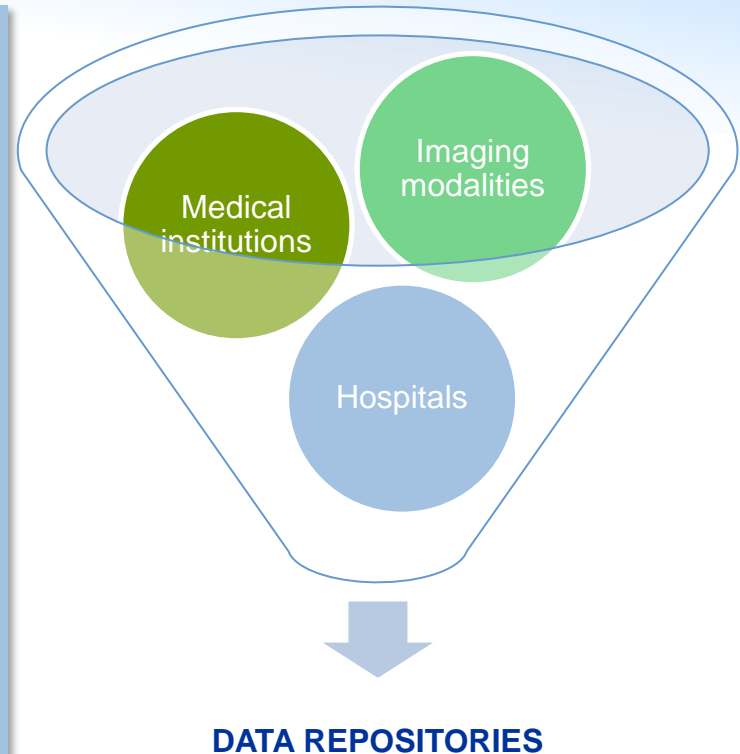 Imaging
modalities
Medical
institutions
Hospitals
DATA REPOSITORIES